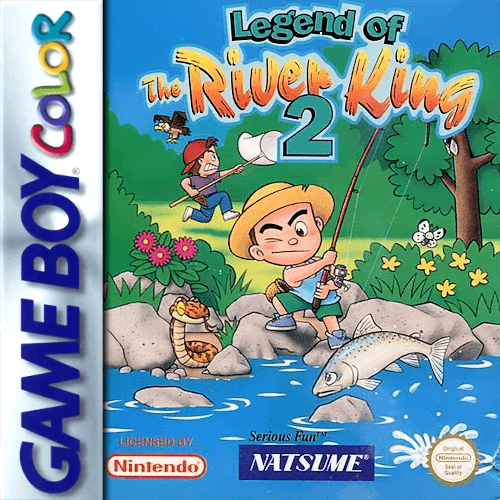 GAME BOY COLOR
Legend of
The River King
2
LICENSED BY
Nintendo®
Serious Fun™
NATSUME®
Original
Nintendo
Seal of
Quality